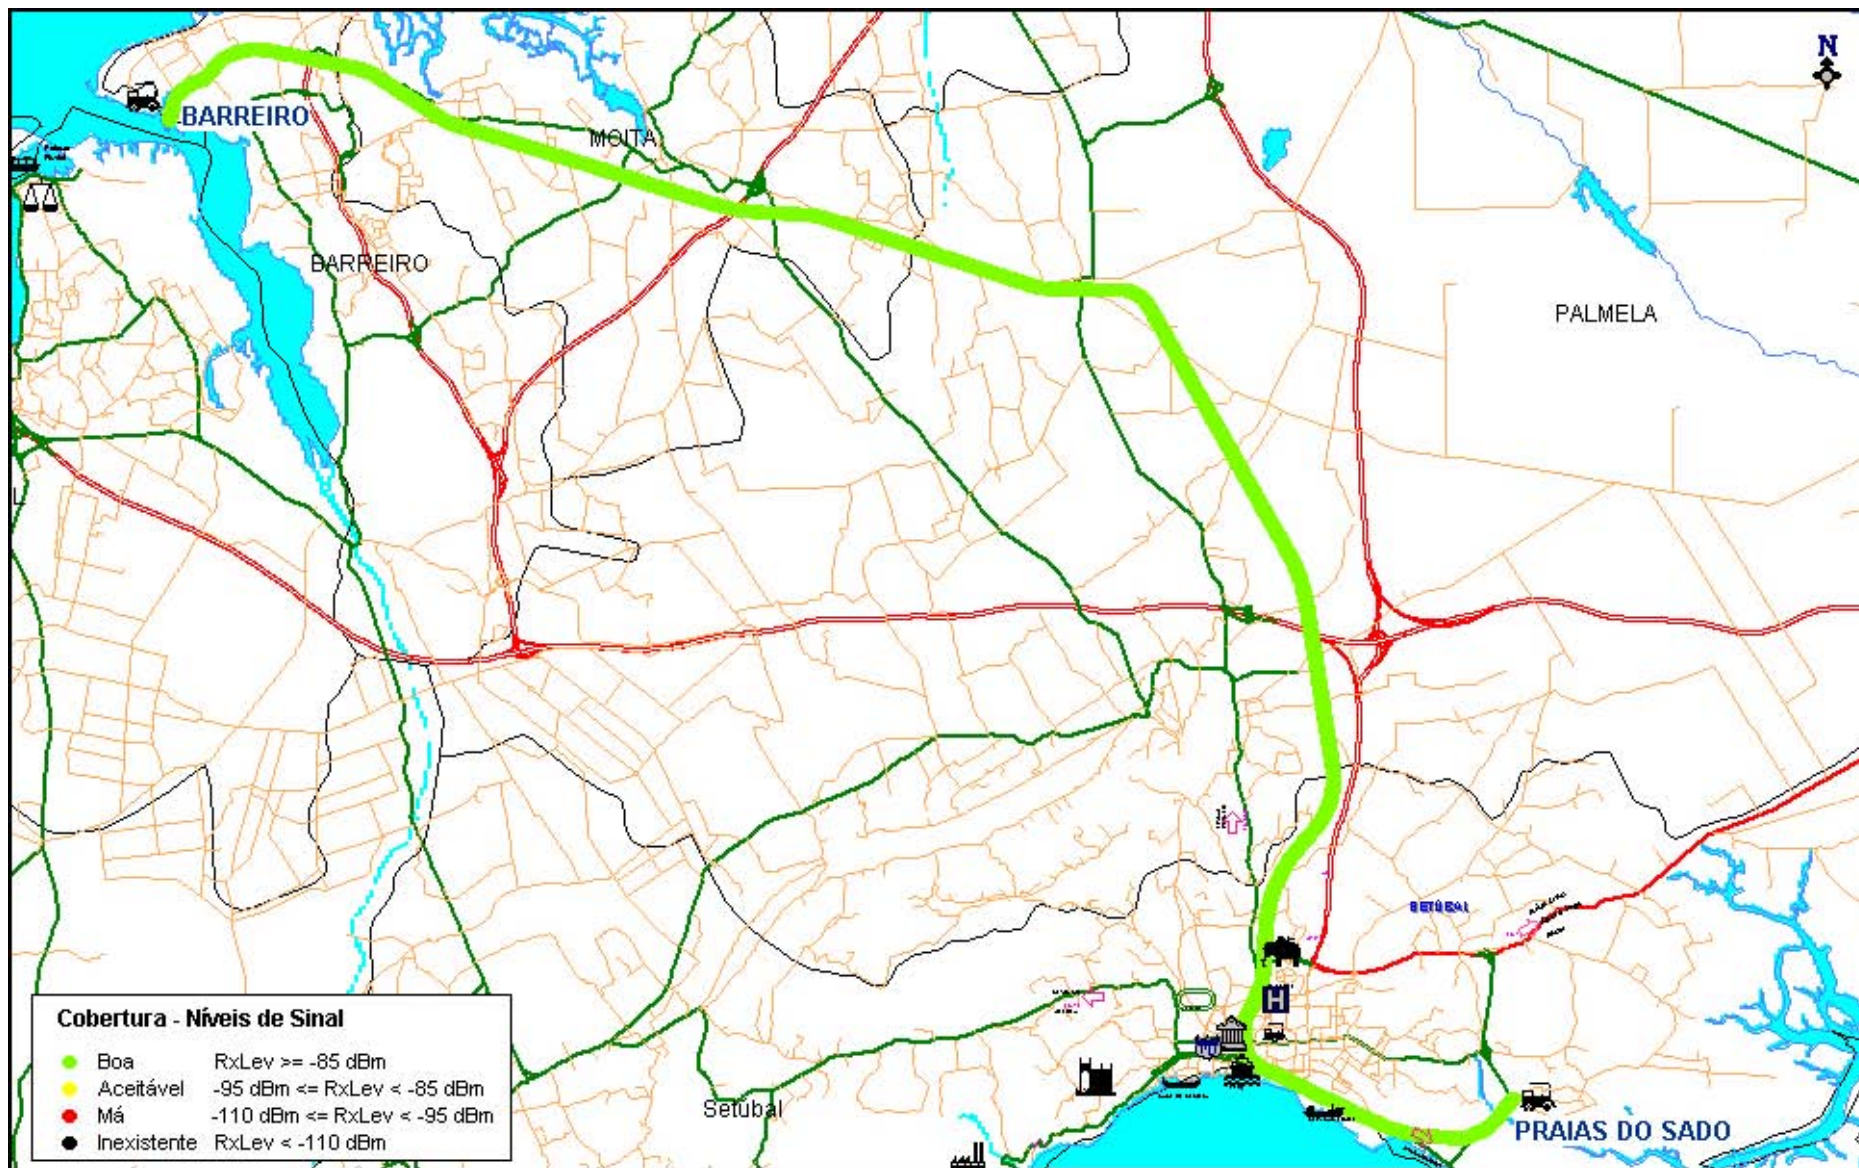 N
BARREIRO
MOITA
BARREIRO
PALMELA
SETÚBAL
H
Setúbal
PRAIAS DO SADO
Cobertura - Níveis de Sinal
Boa RxLev >= -85 dBm
Aceitável -95 dBm <= RxLev < -85 dBm
Má -110 dBm <= RxLev < -95 dBm
Inexistente RxLev < -110 dBm